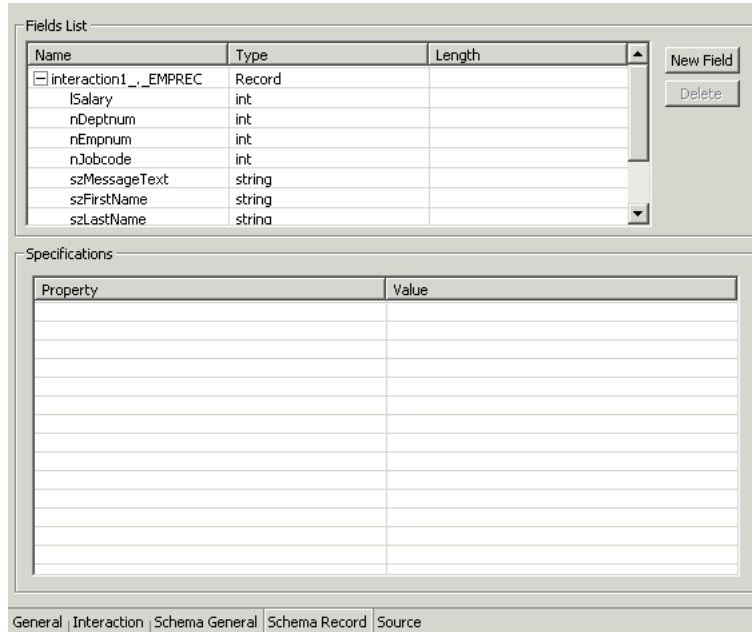 Fields List
Name Type Length
New Field
interaction1_._EMPREC Record
Delete
lSalary int
nDeptnum int
nEmpnum int
nJobcode int
szMessageText string
szFirstName string
szLastName string
Specifications
Property Value
General Interaction Schema General Schema Record Source